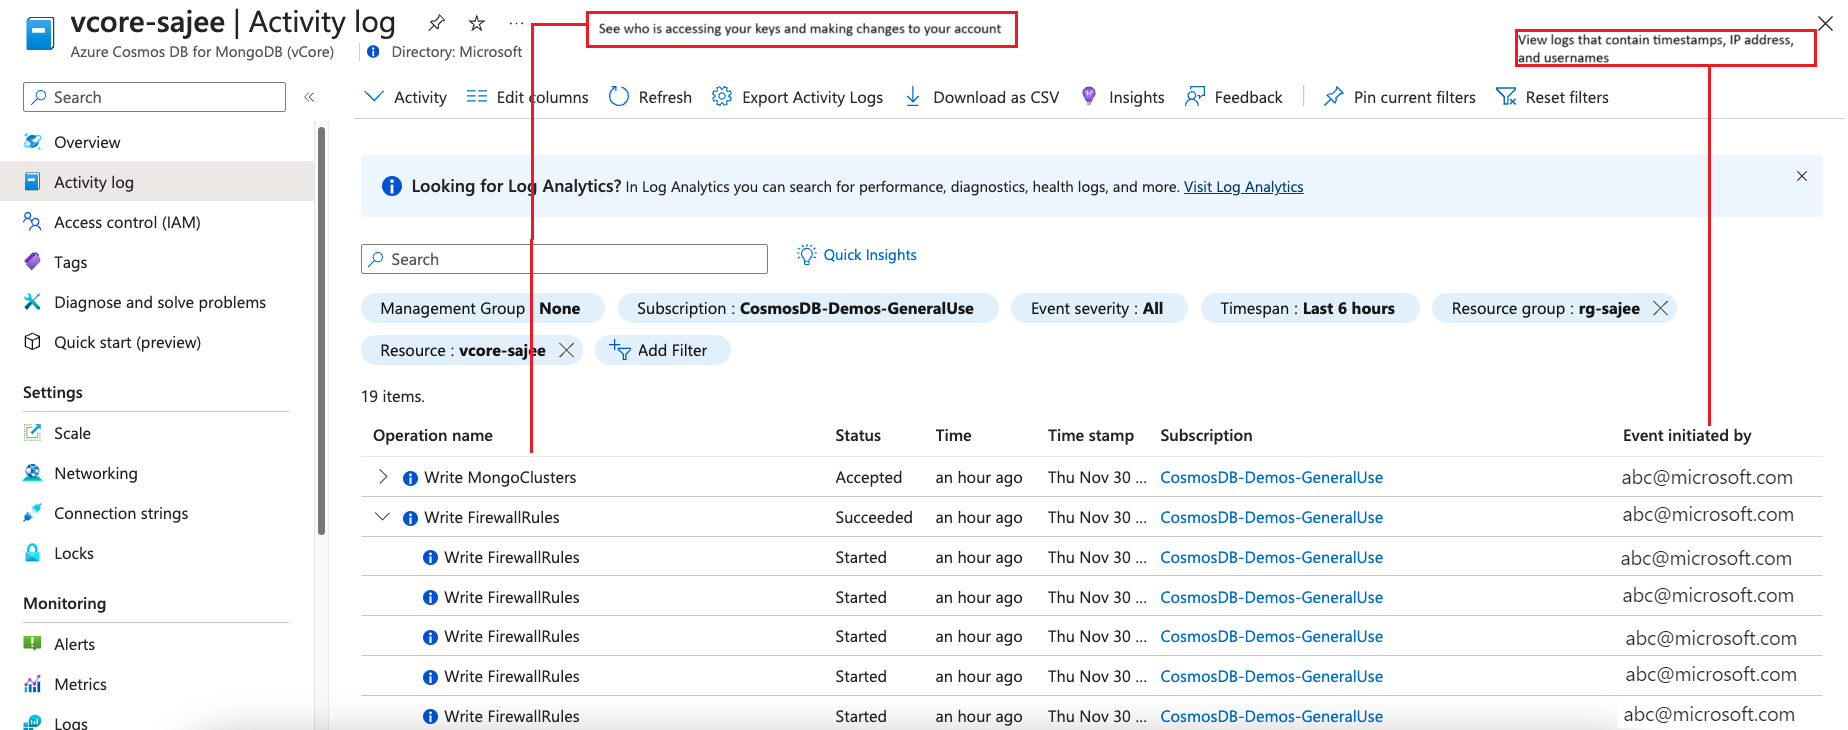 vcore-sajee | Activity log
Azure Cosmos DB for MongoDB (vCore)
Directory: Microsoft
See who is accessing your keys and making changes to your account
View logs that contain timestamps, IP address,
and usernames
Search
Activity
Edit columns
Refresh
Export Activity Logs
Download as CSV
Insights
Feedback
Pin current filters
Reset filters
Overview
Activity log
Access control (IAM)
Tags
Diagnose and solve problems
Quick start (preview)
Settings
Scale
Networking
Connection strings
Locks
Monitoring
Alerts
Metrics
Logs
Looking for Log Analytics? In Log Analytics you can search for performance, diagnostics, health logs, and more. Visit Log Analytics
Search
Quick Insights
Management Group : None
Subscription : CosmosDB-Demos-GeneralUse
Event severity : All
Timespan : Last 6 hours
Resource group : rg-sajee
Resource : vcore-sajee
Add Filter
19 items.
Operation name Status Time Time stamp Subscription Event initiated by
Write MongoClusters Accepted an hour ago Thu Nov 30 ... CosmosDB-Demos-GeneralUse abc@microsoft.com
Write FirewallRules Succeeded an hour ago Thu Nov 30 ... CosmosDB-Demos-GeneralUse abc@microsoft.com
Write FirewallRules Started an hour ago Thu Nov 30 ... CosmosDB-Demos-GeneralUse abc@microsoft.com
Write FirewallRules Started an hour ago Thu Nov 30 ... CosmosDB-Demos-GeneralUse abc@microsoft.com
Write FirewallRules Started an hour ago Thu Nov 30 ... CosmosDB-Demos-GeneralUse abc@microsoft.com
Write FirewallRules Started an hour ago Thu Nov 30 ... CosmosDB-Demos-GeneralUse abc@microsoft.com
Write FirewallRules Started an hour ago Thu Nov 30 ... CosmosDB-Demos-GeneralUse abc@microsoft.com